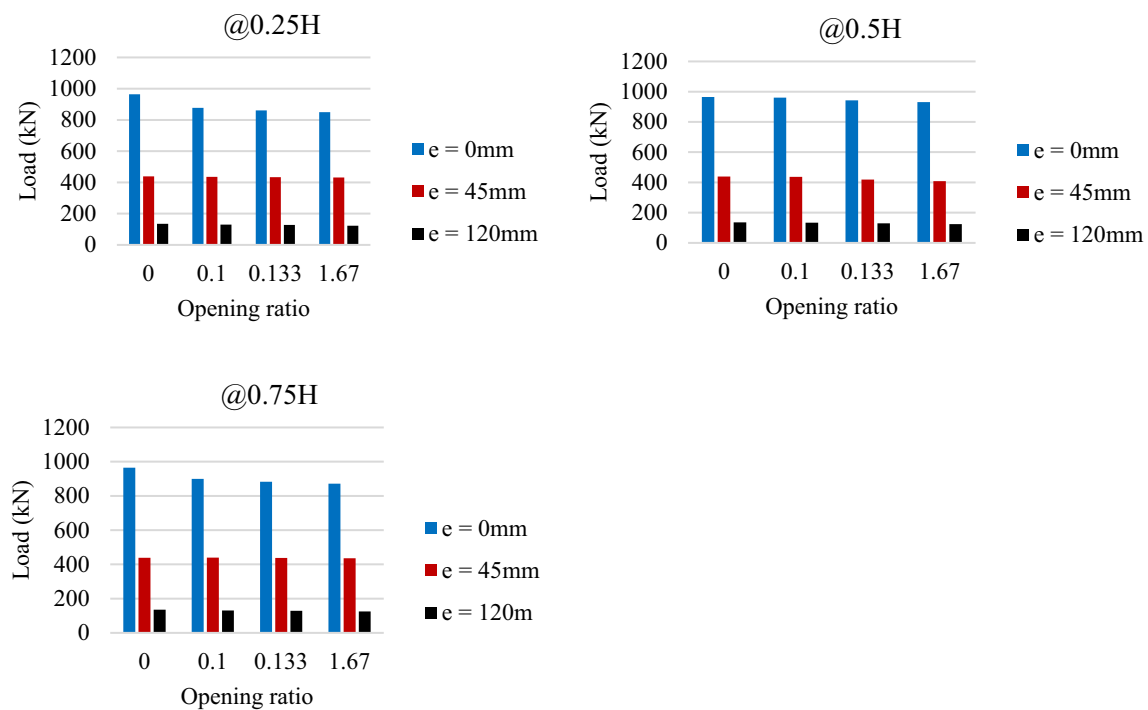 @0.25H
1200
1000
800
600
400
200
0
Load (kN)
0 0.1 0.133 1.67
Opening ratio
e = 0mm
e = 45mm
e = 120mm
@0.5H
1200
1000
800
600
400
200
0
Load (kN)
0 0.1 0.133 1.67
Opening ratio
e = 0mm
e = 45mm
e = 120mm
@0.75H
1200
1000
800
600
400
200
0
Load (kN)
0 0.1 0.133 1.67
Opening ratio
e = 0mm
e = 45mm
e = 120m